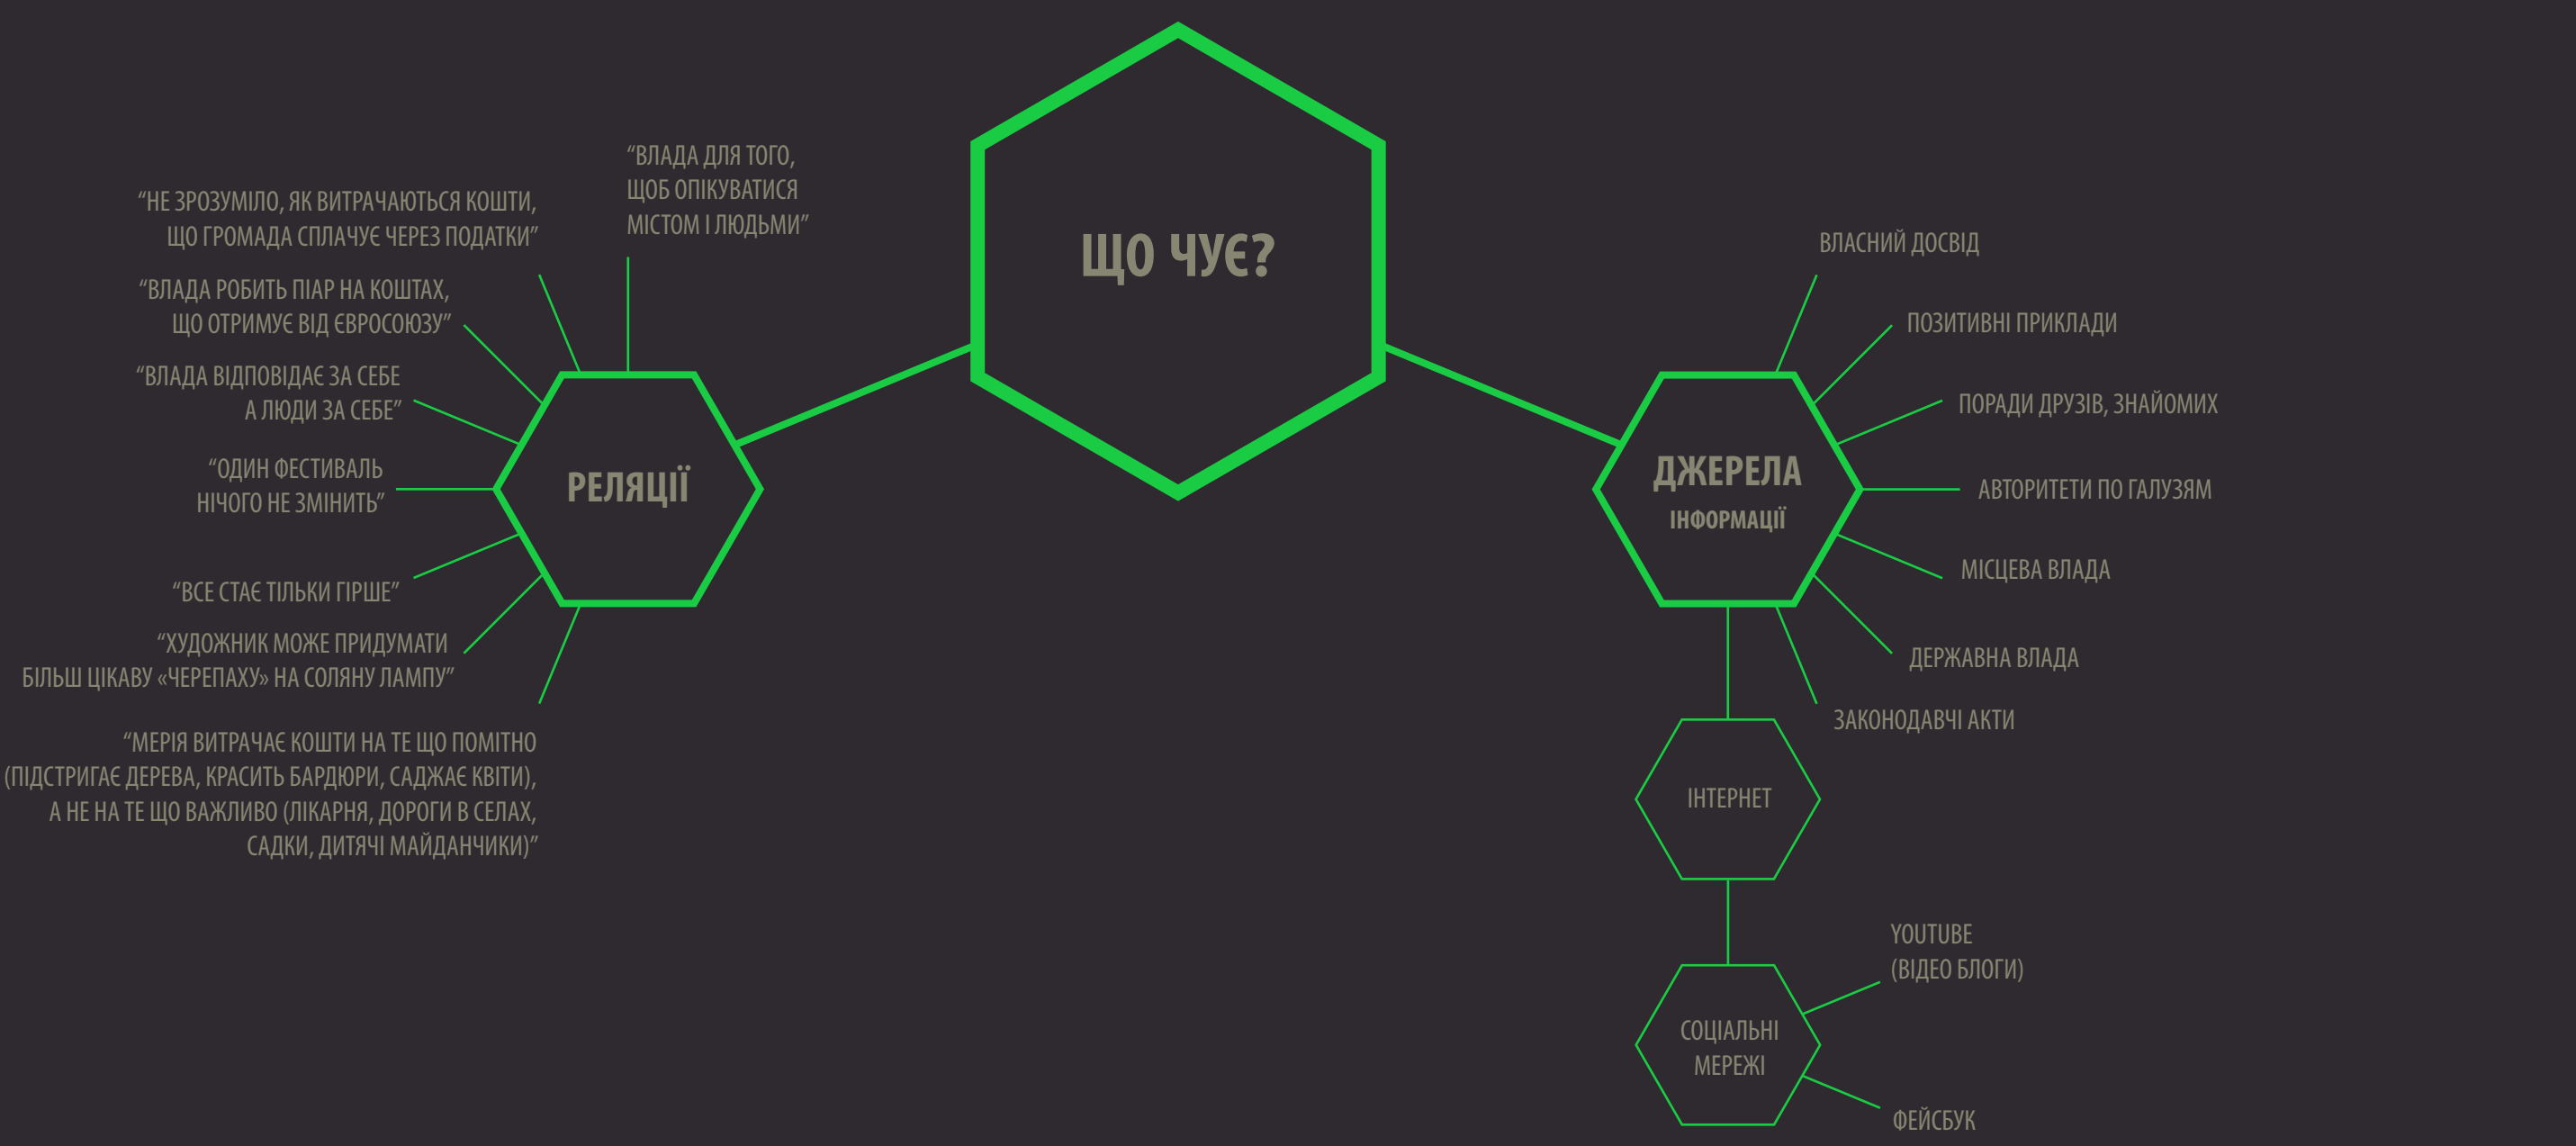 ЩО ЧУЄ?
РЕЛЯЦІЇ
“ВЛАДА ДЛЯ ТОГО,
ЩОБ ОПІКУВАТИСЯ
МІСТОМ І ЛЮДЬМИ”
“НЕ ЗРОЗУМІЛО, ЯК ВИТРАЧАЮТЬСЯ КОШТИ,
ЩО ГРОМАДА СПЛАЧУЄ ЧЕРЕЗ ПОДАТКИ”
“ВЛАДА РОБИТЬ ПІАР НА КОШТАХ,
ЩО ОТРИМУЄ ВІД ЄВРОСОЮЗУ”
“ВЛАДА ВІДПОВІДАЄ ЗА СЕБЕ
А ЛЮДИ ЗА СЕБЕ”
“ОДИН ФЕСТИВАЛЬ
НІЧОГО НЕ ЗМІНИТЬ”
“ВСЕ СТАЄ ТІЛЬКИ ГІРШЕ”
“ХУДОЖНИК МОЖЕ ПРИДУМАТИ
БІЛЬШ ЦІКАВУ «ЧЕРЕПАХУ» НА СОЛЯНУ ЛАМПУ”
“МЕРІЯ ВИТРАЧАЄ КОШТИ НА ТЕ ЩО ПОМІТНО
(ПІДСТРИГАЄ ДЕРЕВА, КРАСИТЬ БАРДЮРИ, САДЖАЄ КВІТИ),
А НЕ НА ТЕ ЩО ВАЖЛИВО (ЛІКАРНЯ, ДОРОГИ В СЕЛАХ,
САДКИ, ДИТЯЧІ МАЙДАНЧИКИ)”
ДЖЕРЕЛА
ІНФОРМАЦІЇ
ВЛАСНИЙ ДОСВІД
ПОЗИТИВНІ ПРИКЛАДИ
ПОРАДИ ДРУЗІВ, ЗНАЙОМИХ
АВТОРИТЕТИ ПО ГАЛУЗЯМ
МІСЦЕВА ВЛАДА
ДЕРЖАВНА ВЛАДА
ЗАКОНОДАВЧІ АКТИ
ІНТЕРНЕТ
СОЦІАЛЬНІ
МЕРЕЖІ
YOUTUBE
(ВІДЕО БЛОГИ)
ФЕЙСБУК